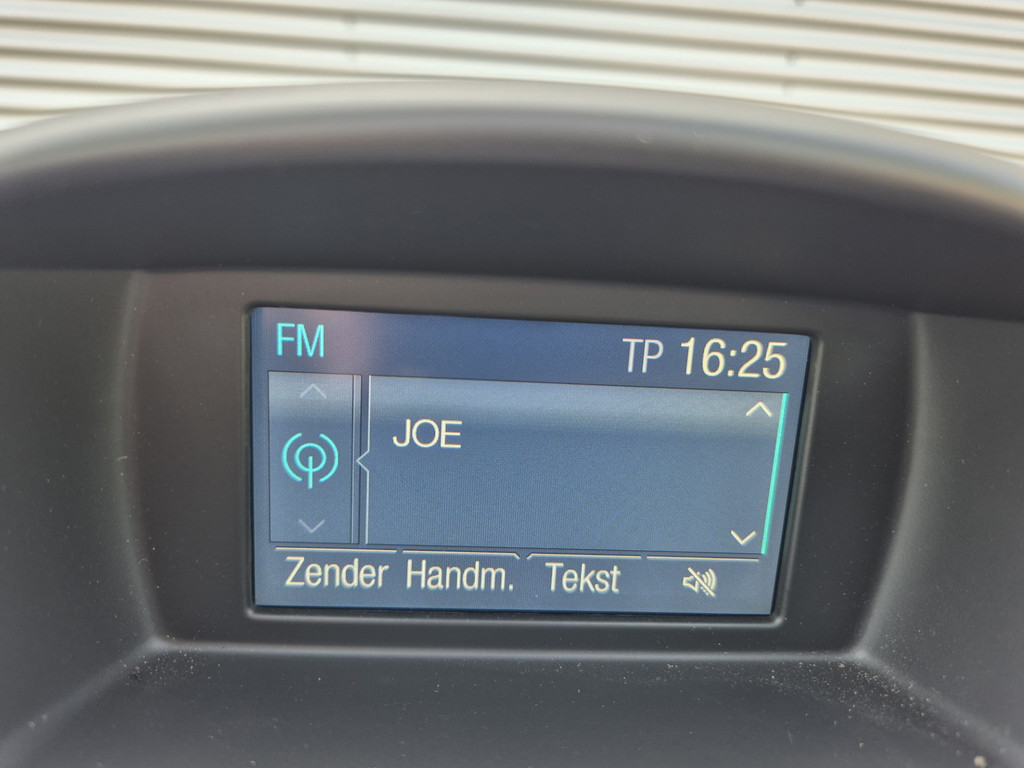 FM TP 16:25
JOE
Zender Handm. Tekst